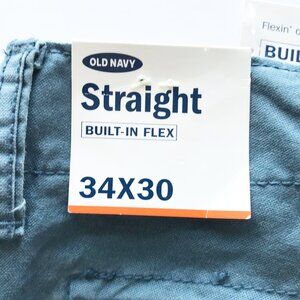 OLD NAVY
Straight
BUILT-IN FLEX
34X30
Flexin'
BUIL